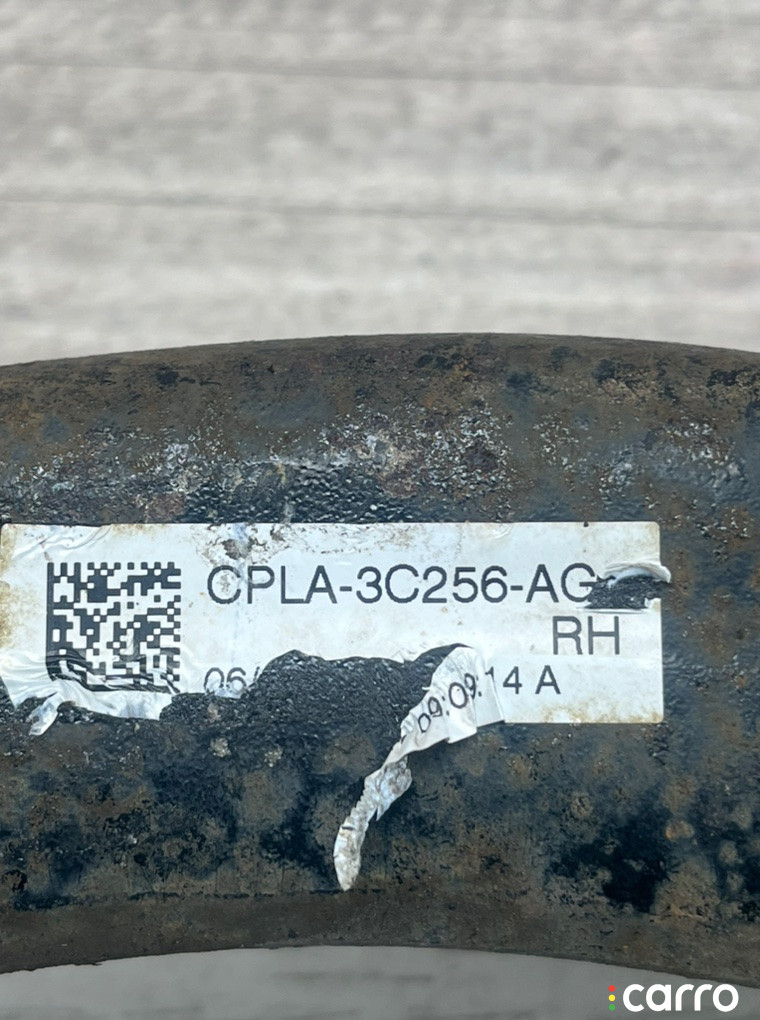 CPLA-3C256-AG
RH
06/
09:09:14 A
carro